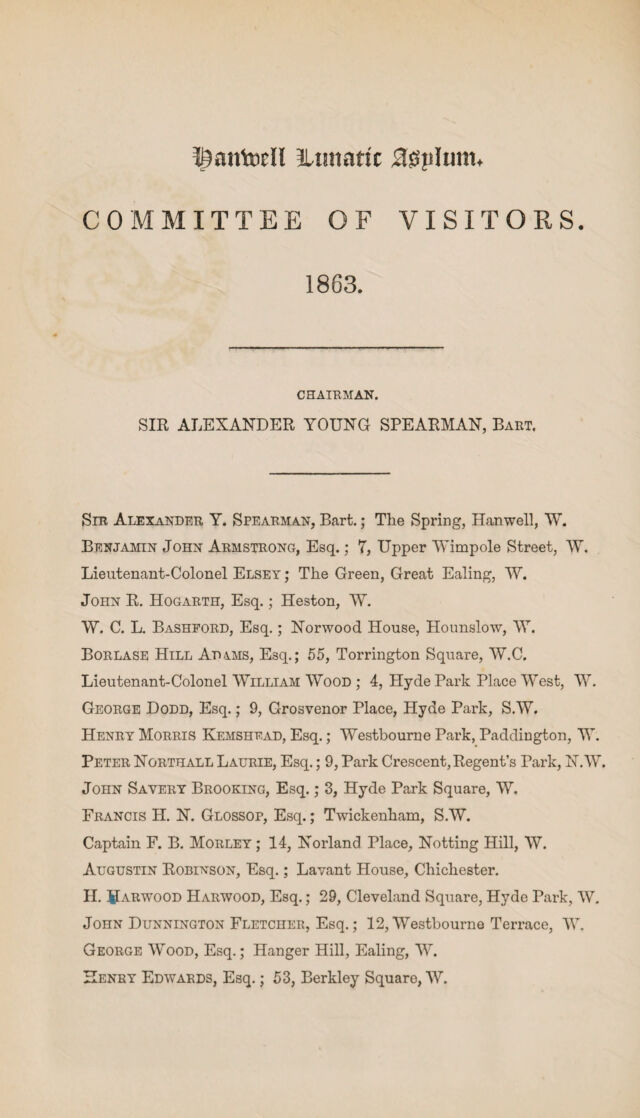 Hanwell Lunatic Asylum.
COMMITTEE OF VISITORS.
1863.
CHAIRMAN.
SIR ALEXANDER YOUNG SPEARMAN, BART.
SIR ALEXANDER Y. SPEARMAN, Bart.; The Spring, Hanwell, W.
BENJAMIN JOHN ARMSTRONG, Esq.; 7, Upper Wimpole Street, W.
Lieutenant-Colonel ELSEY; The Green, Great Ealing, W.
JOHN R. HOGARTH, Esq.; Heston, W.
W. C. L. BASHFORD, Esq.; Norwood House, Hounslow, W.
BORLASE HILL ADAMS, Esq.; 55, Torrington Square, W.C.
Lieutenant-Colonel WILLIAM WOOD; 4, Hyde Park Place West, W.
GEORGE DODD, Esq.; 9, Grosvenor Place, Hyde Park, S.W.
HENRY MORRIS KEMSHEAD, Esq.; Westbourne Park, Paddington, W.
PETER NORTHALL LAURIE, Esq.; 9, Park Crescent, Regent's Park, N.W.
JOHN SAVERY BROOKING, Esq.; 3, Hyde Park Square, W.
FRANCIS H. N. GLOSSOP, Esq.; Twickenham, S.W.
Captain F. B. MORLEY; 14, Norland Place, Notting Hill, W.
AUGUSTIN ROBINSON, Esq.; Lavant House, Chichester.
H. HARWOOD HARWOOD, Esq.; 29, Cleveland Square, Hyde Park, W.
JOHN DUNNINGTON FLETCHER, Esq.; 12, Westbourne Terrace, W.
GEORGE WOOD, Esq.; Hanger Hill, Ealing, W.
HENRY EDWARDS, Esq.; 53, Berkley Square, W.